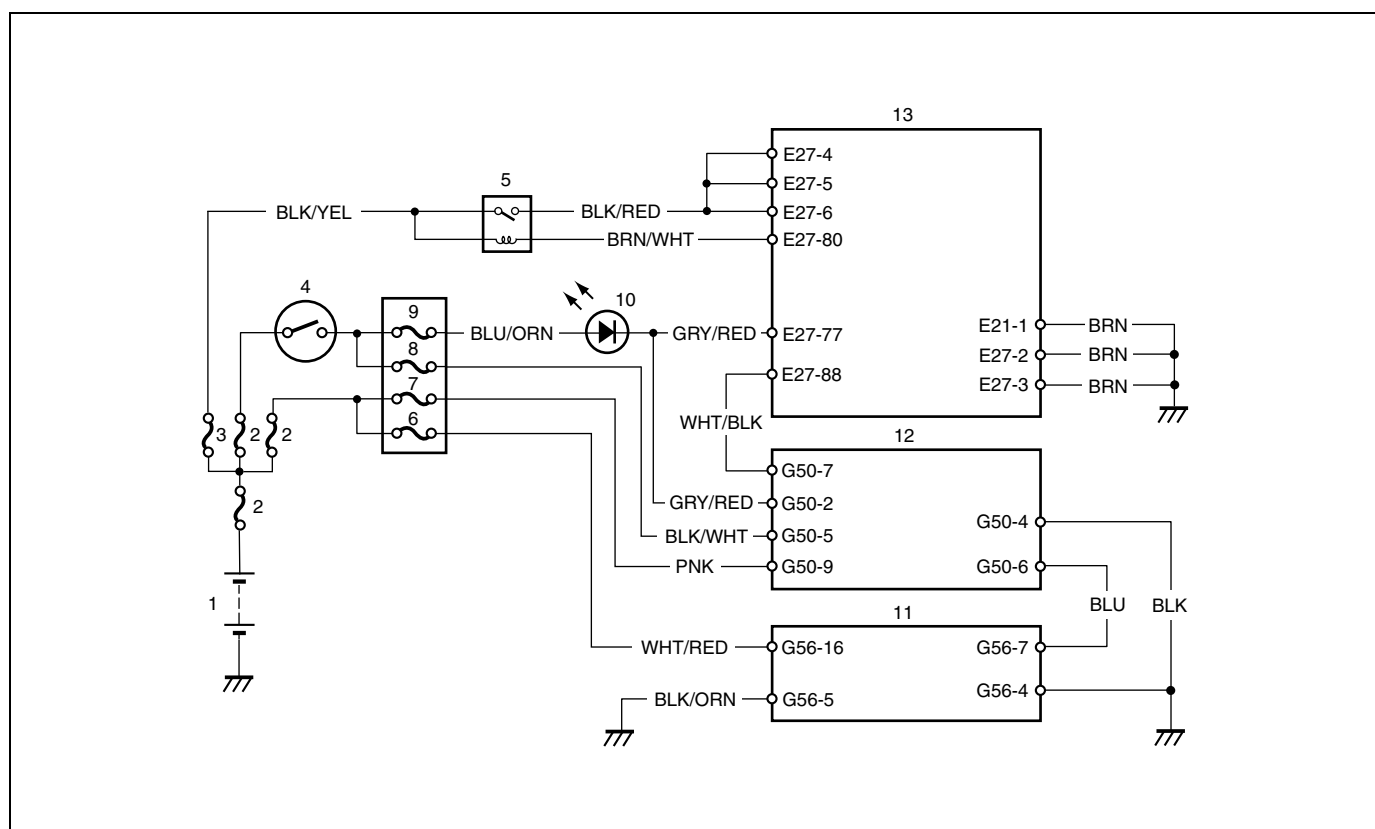 13
E27-4
5
E27-5
BLK/YEL
BLK/RED
E27-6
BRN/WHT
E27-80
4
9
10
BLU/ORN
GRY/RED
E27-77
E21-1
BRN
8
E27-88
E27-2
BRN
7
E27-3
BRN
6
WHT/BLK
3
2
2
12
G50-7
2
GRY/RED
G50-2
BLK/WHT
G50-5
G50-4
PNK
G50-9
G50-6
1
BLU
BLK
11
WHT/RED
G56-16
G56-7
BLK/ORN
G56-5
G56-4